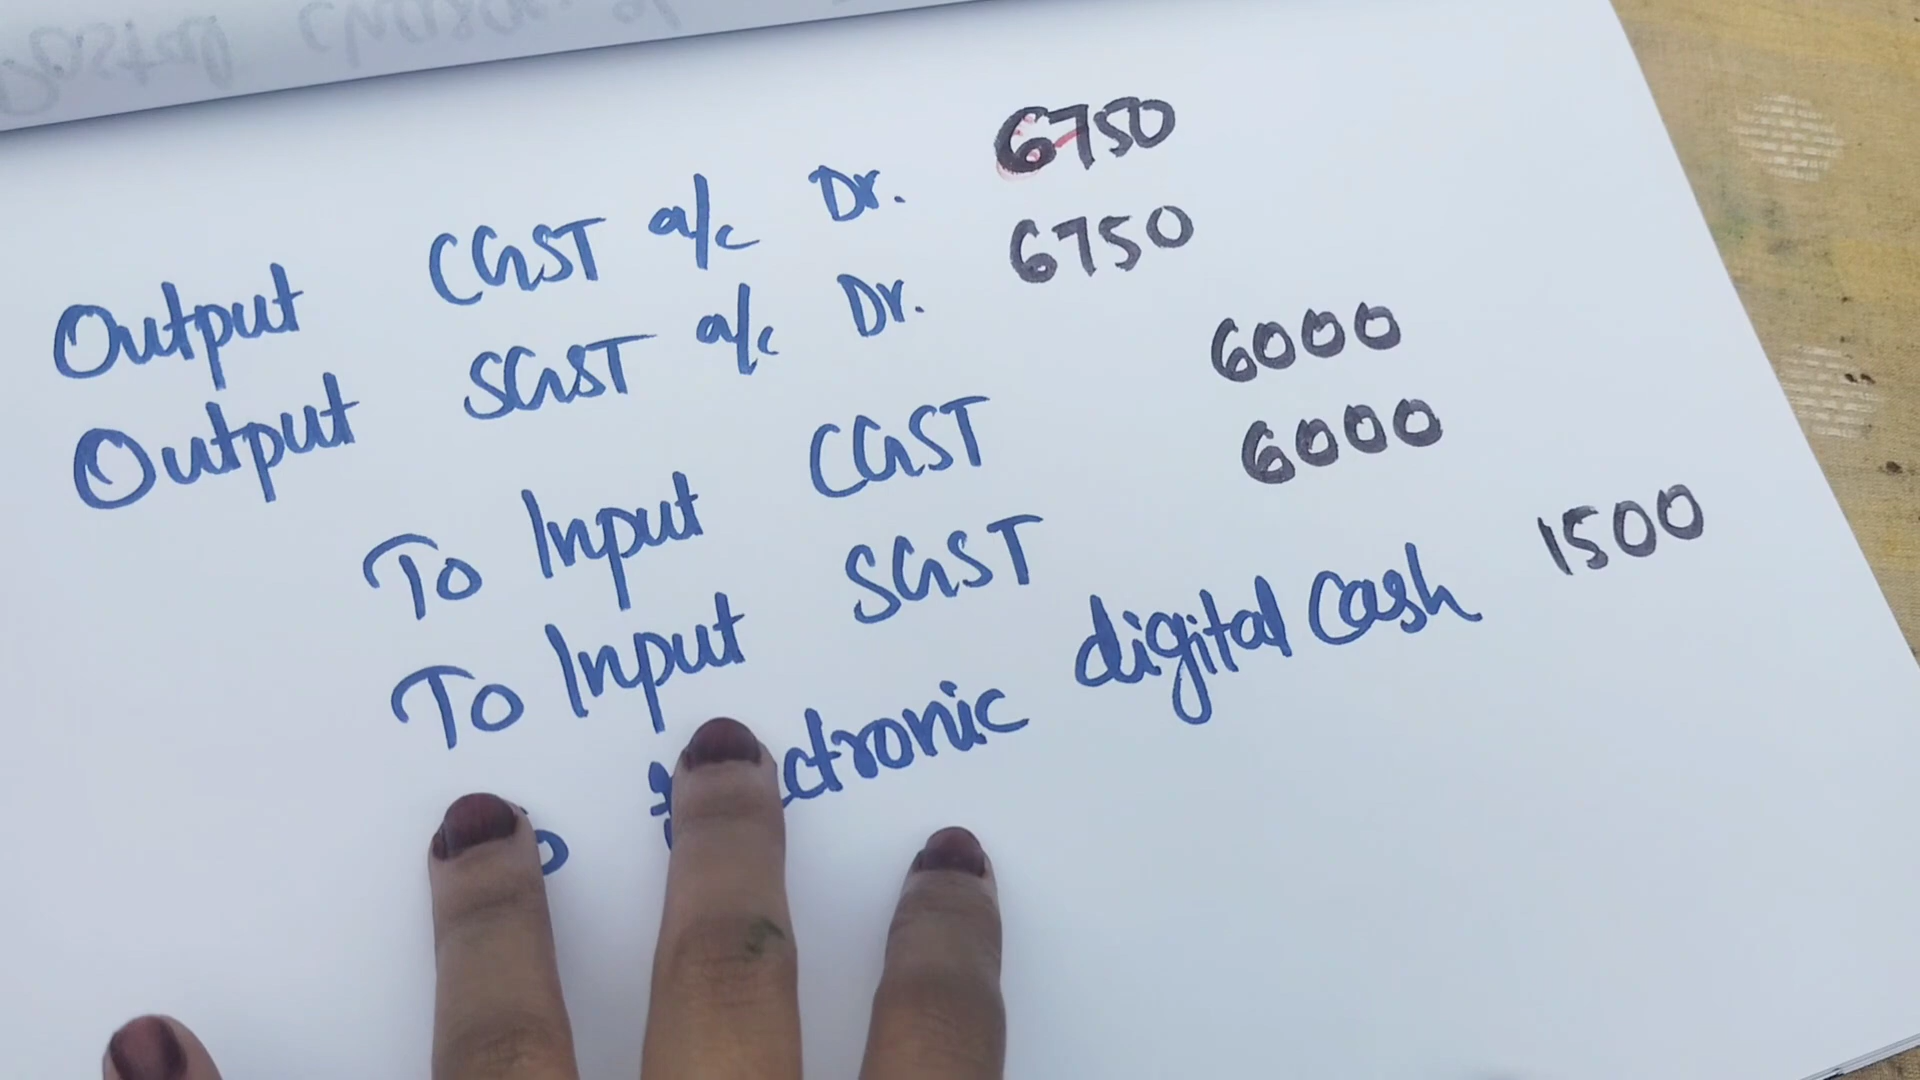 Output CGST a/c Dr. 6750
Output SGST a/c Dr. 6750
To Input CGST 6000
To Input SGST 6000
digital cash 1500